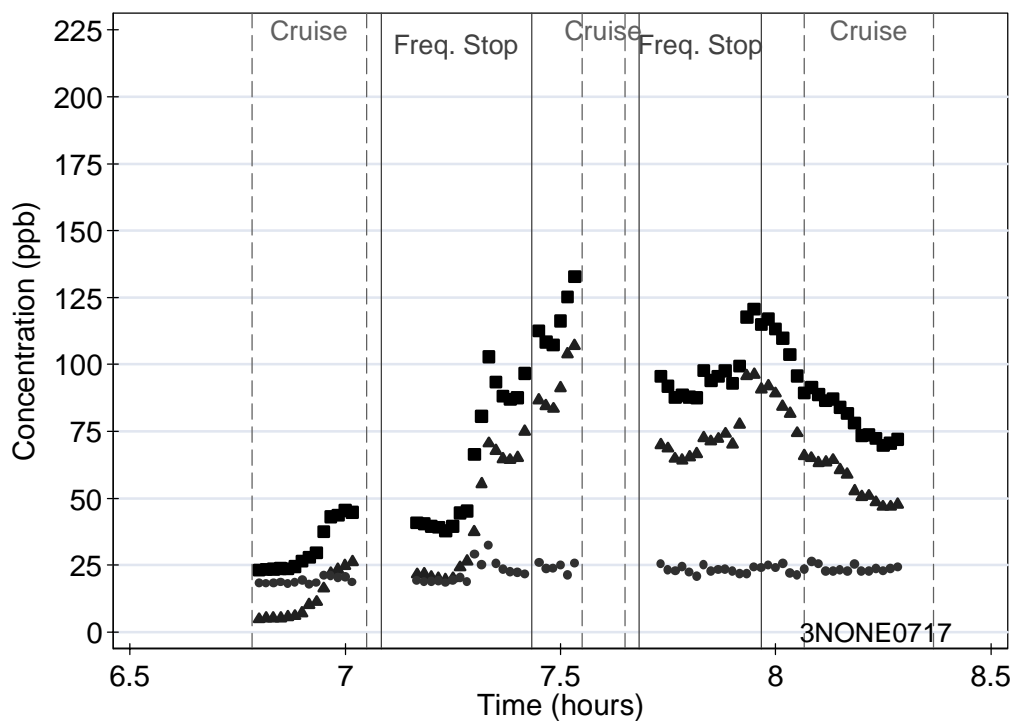 Cruise
Cruise
Cruise
Freq. Stop
Freq. Stop
225
200
175
150
125
100
75
50
25
0
Concentration (ppb)
3NONE0717
6.5
7
7.5
8
8.5
Time (hours)